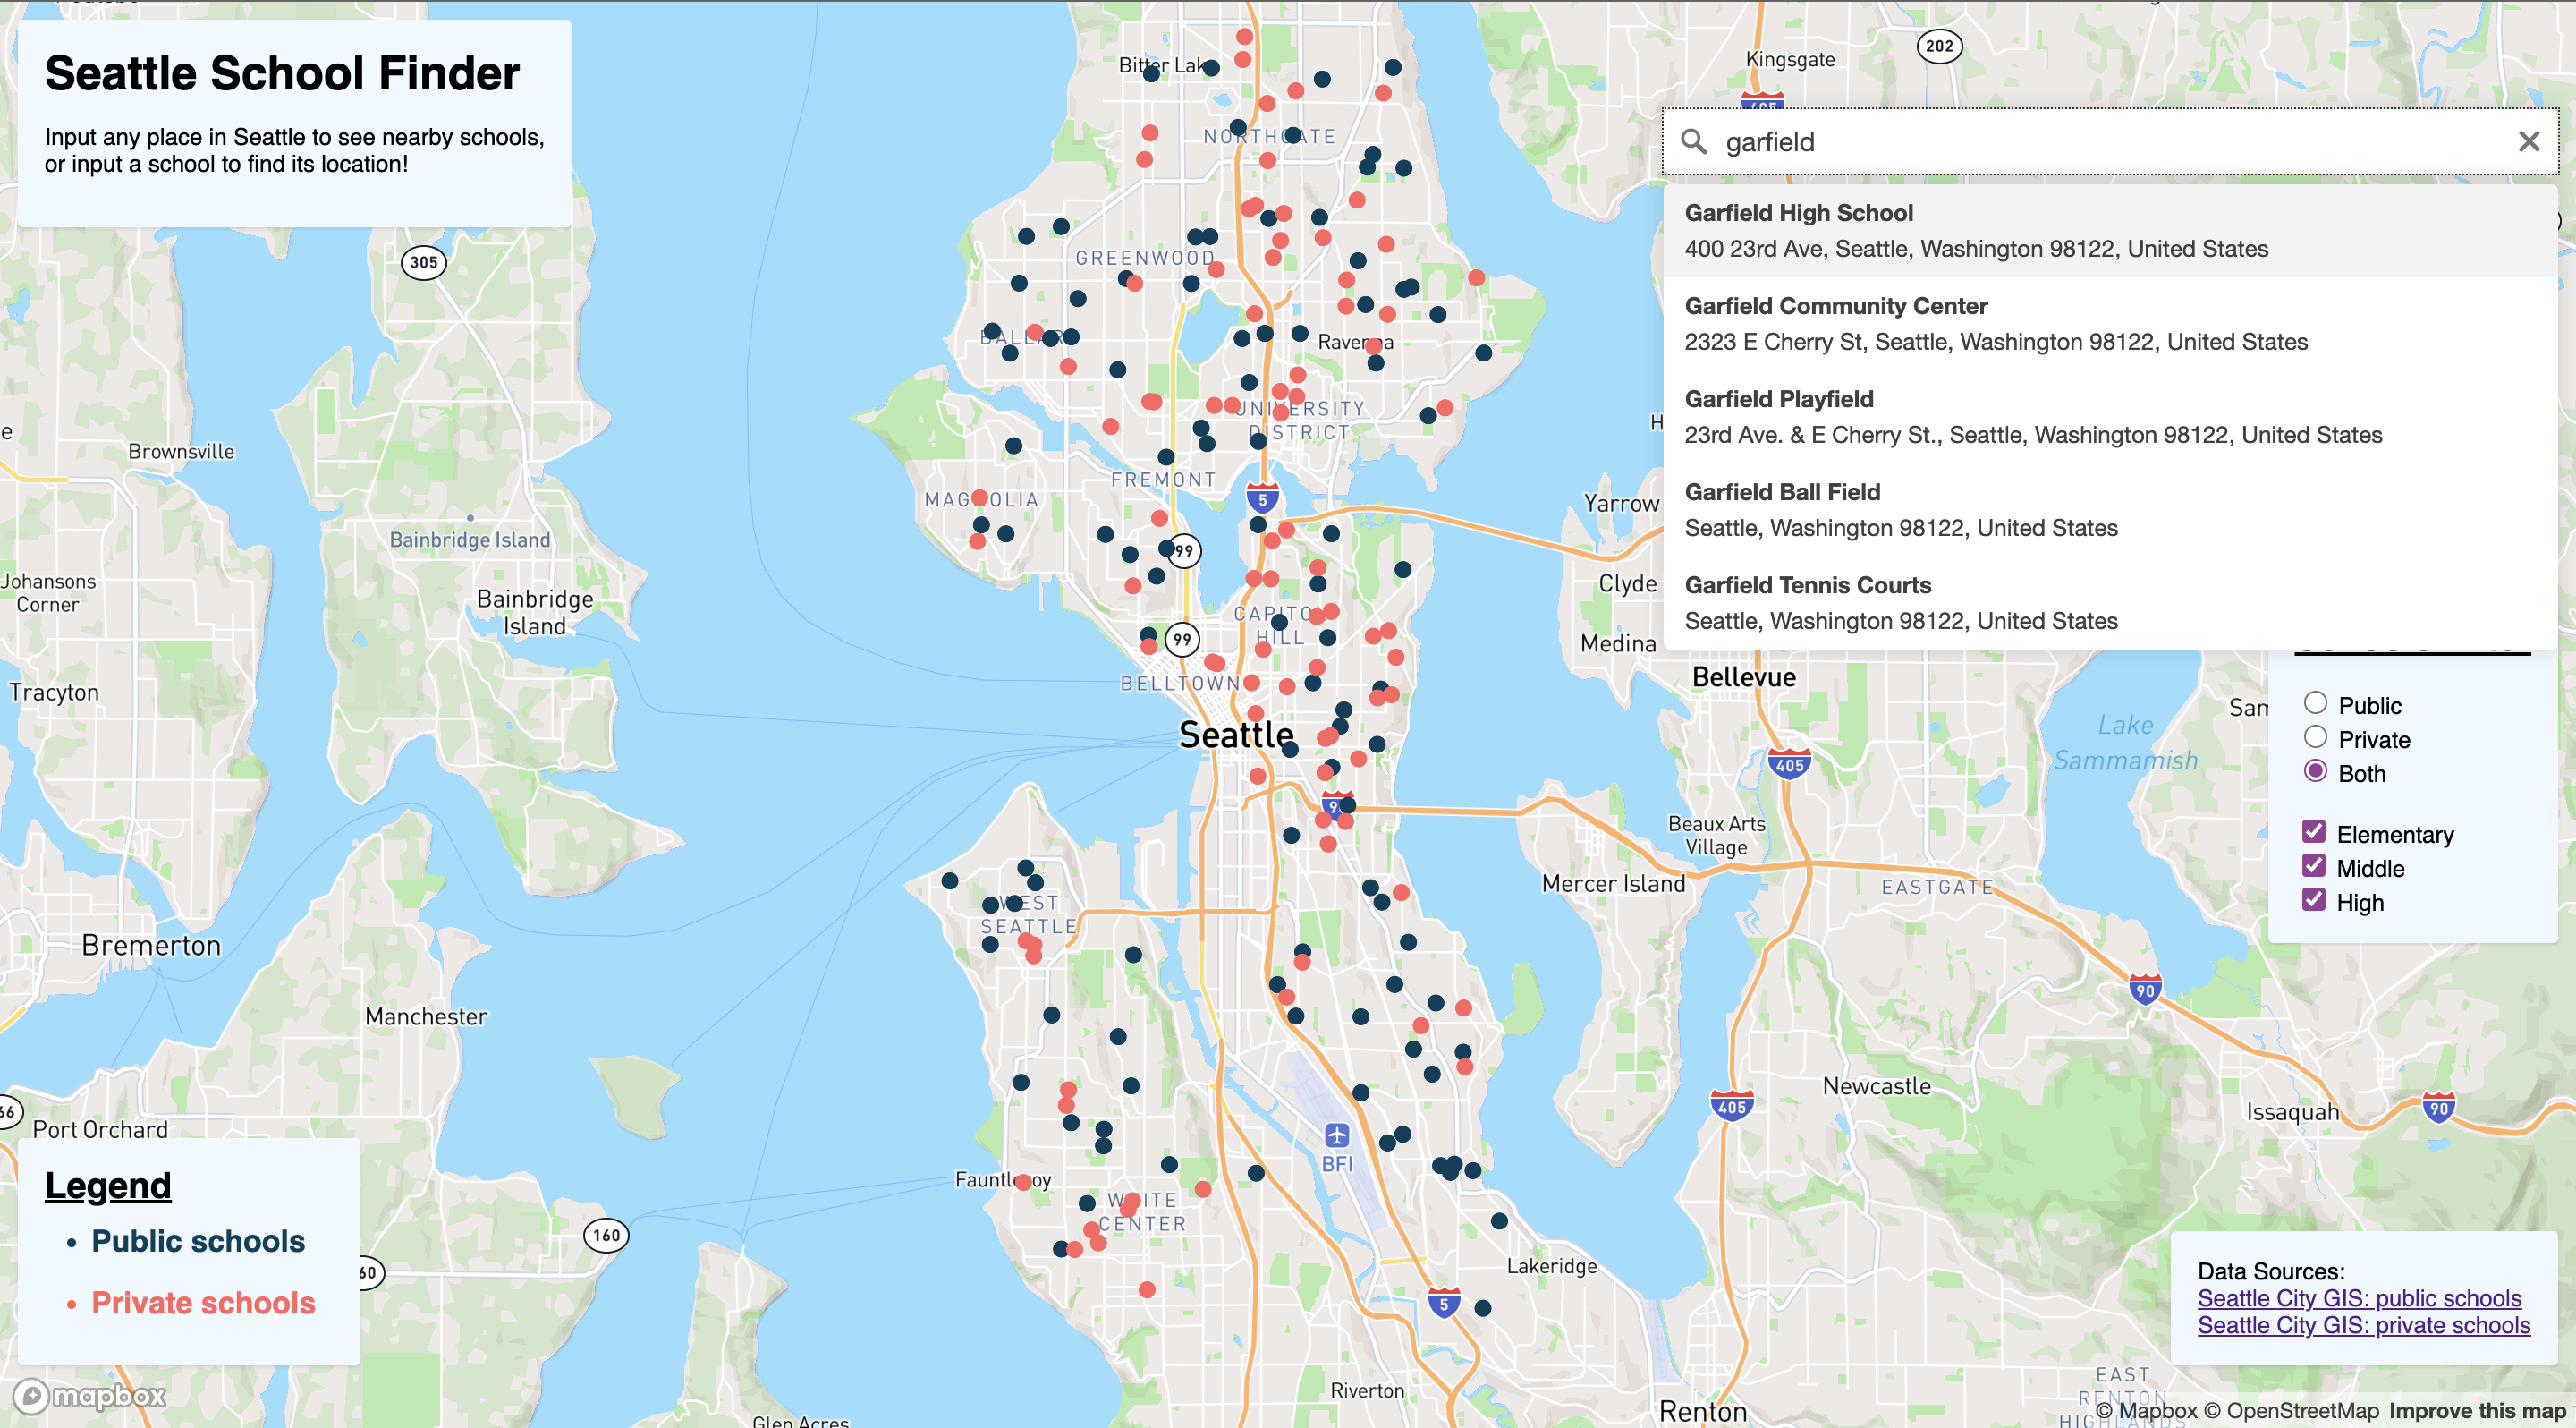 Seattle School Finder
Input any place in Seattle to see nearby schools,
or input a school to find its location!
garfield
Garfield High School
400 23rd Ave, Seattle, Washington 98122, United States
Garfield Community Center
2323 E Cherry St, Seattle, Washington 98122, United States
Garfield Playfield
23rd Ave. & E Cherry St., Seattle, Washington 98122, United States
Garfield Ball Field
Seattle, Washington 98122, United States
Garfield Tennis Courts
Seattle, Washington 98122, United States
Public
Private
Both
Elementary
Middle
High
Legend
• Public schools
• Private schools
Data Sources:
Seattle City GIS: public schools
Seattle City GIS: private schools
Kingsgate
202
405
NORTHGATE
305
GREENWOOD
Brownsville
UNIVERSITY
DISTRICT
FREMONT
MAGNOLIA
5
Yarrow
99
Bainbridge Island
Johansons
Corner
Bainbridge
Island
Clyde
CAPITOL
HILL
99
Medina
BELLTOWN
Bellevue
Tracyton
Seattle
Lake
Sammamish
405
Beaux Arts
Village
Mercer Island
EASTGATE
WEST
SEATTLE
Bremerton
Manchester
90
Newcastle
405
Issaquah
90
Port Orchard
BFI
Fauntleroy
WHITE
CENTER
160
Lakeridge
5
Riverton
Renton
EAST
RENTON
HIGHLANDS
Glen Acres
mapbox
© Mapbox © OpenStreetMap Improve this map